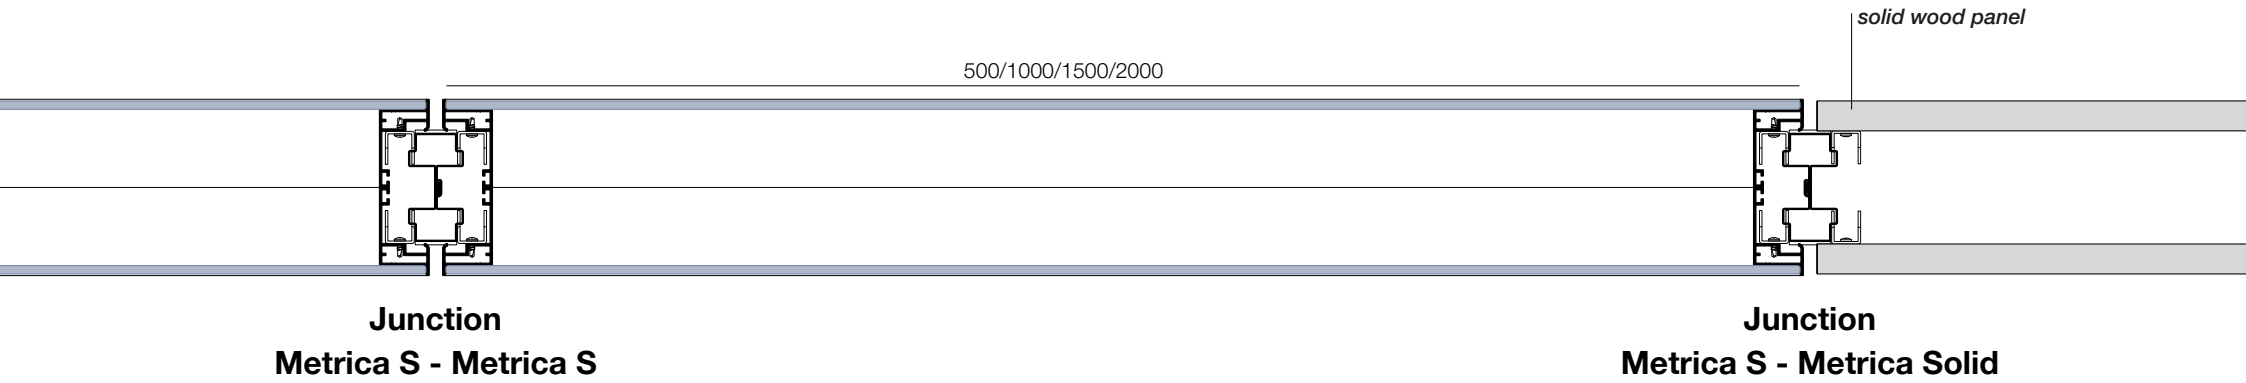 solid wood panel
500/1000/1500/2000
Junction
Metrica S - Metrica S
Junction
Metrica S - Metrica Solid